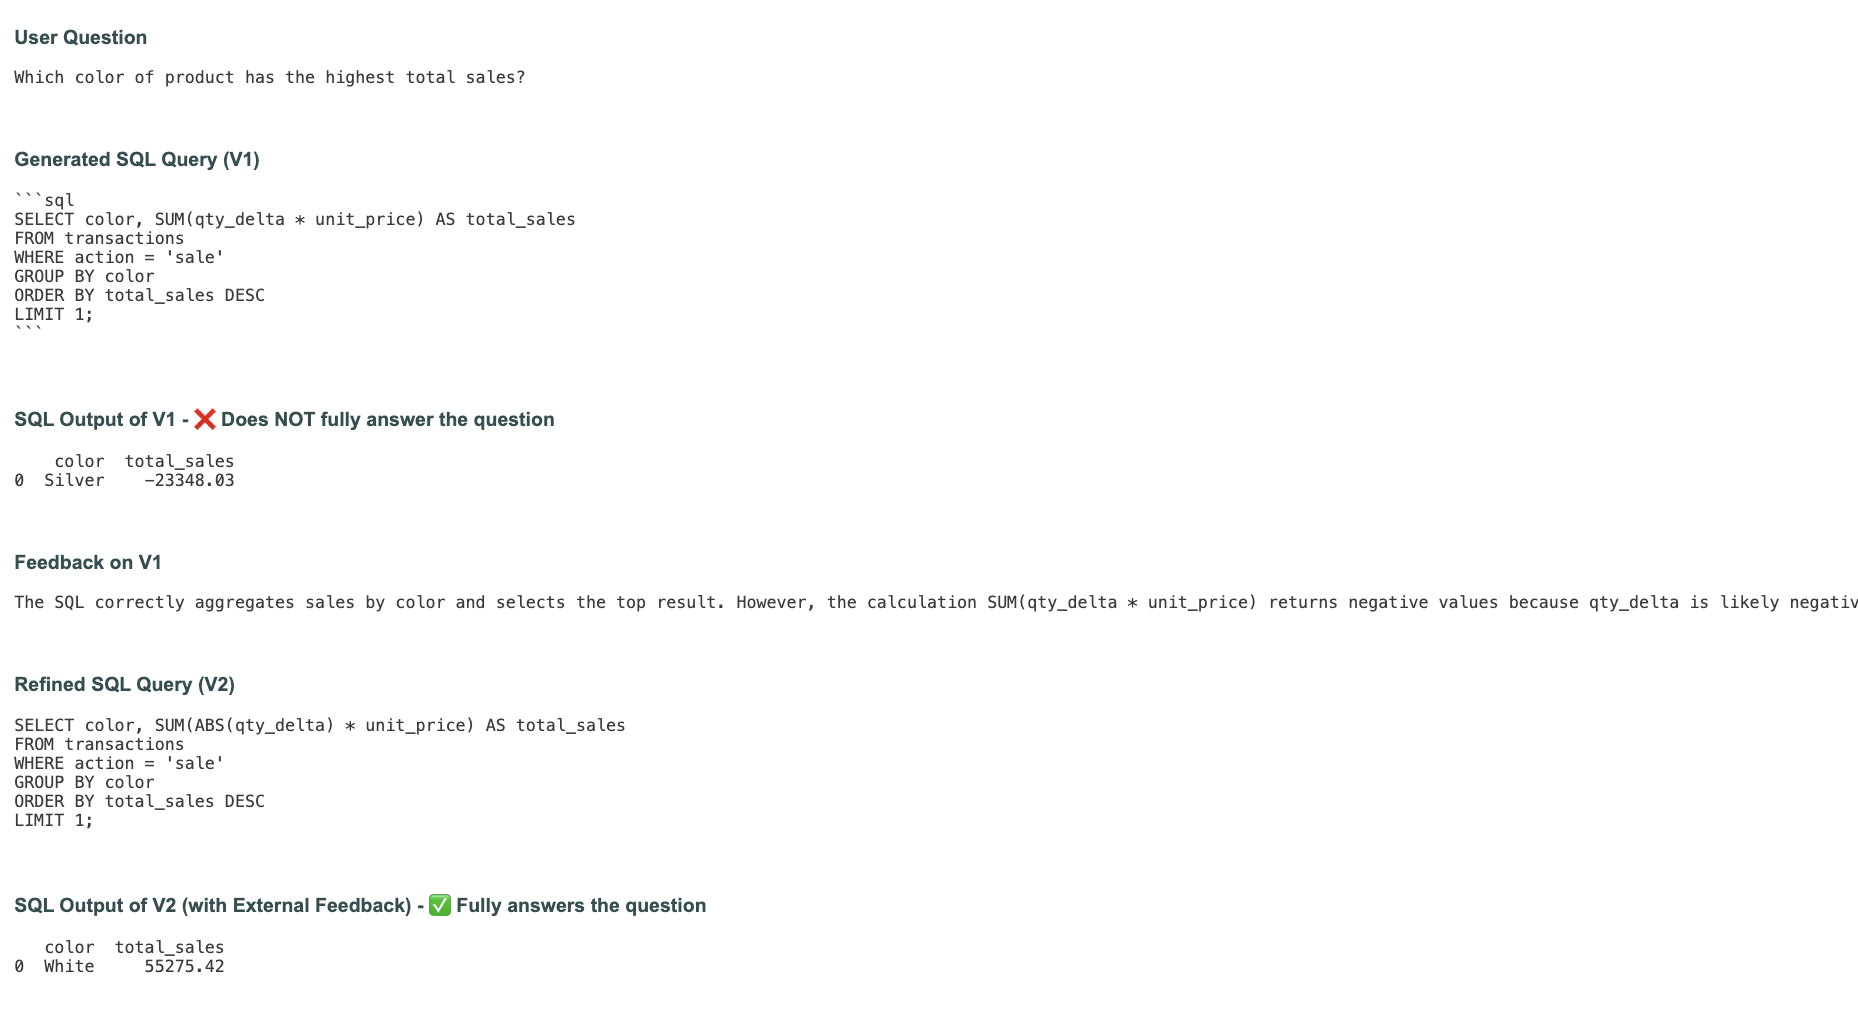 User Question
Which color of product has the highest total sales?
Generated SQL Query (V1)
```sql
SELECT color, SUM(qty_delta * unit_price) AS total_sales
FROM transactions
WHERE action = 'sale'
GROUP BY color
ORDER BY total_sales DESC
LIMIT 1;
```
SQL Output of V1 - ❌ Does NOT fully answer the question
color  total_sales
0  Silver    -23348.03
Feedback on V1
The SQL correctly aggregates sales by color and selects the top result. However, the calculation SUM(qty_delta * unit_price) returns negative values because qty_delta is likely negativ
Refined SQL Query (V2)
SELECT color, SUM(ABS(qty_delta) * unit_price) AS total_sales
FROM transactions
WHERE action = 'sale'
GROUP BY color
ORDER BY total_sales DESC
LIMIT 1;
SQL Output of V2 (with External Feedback) - ✅ Fully answers the question
color  total_sales
0  White     55275.42